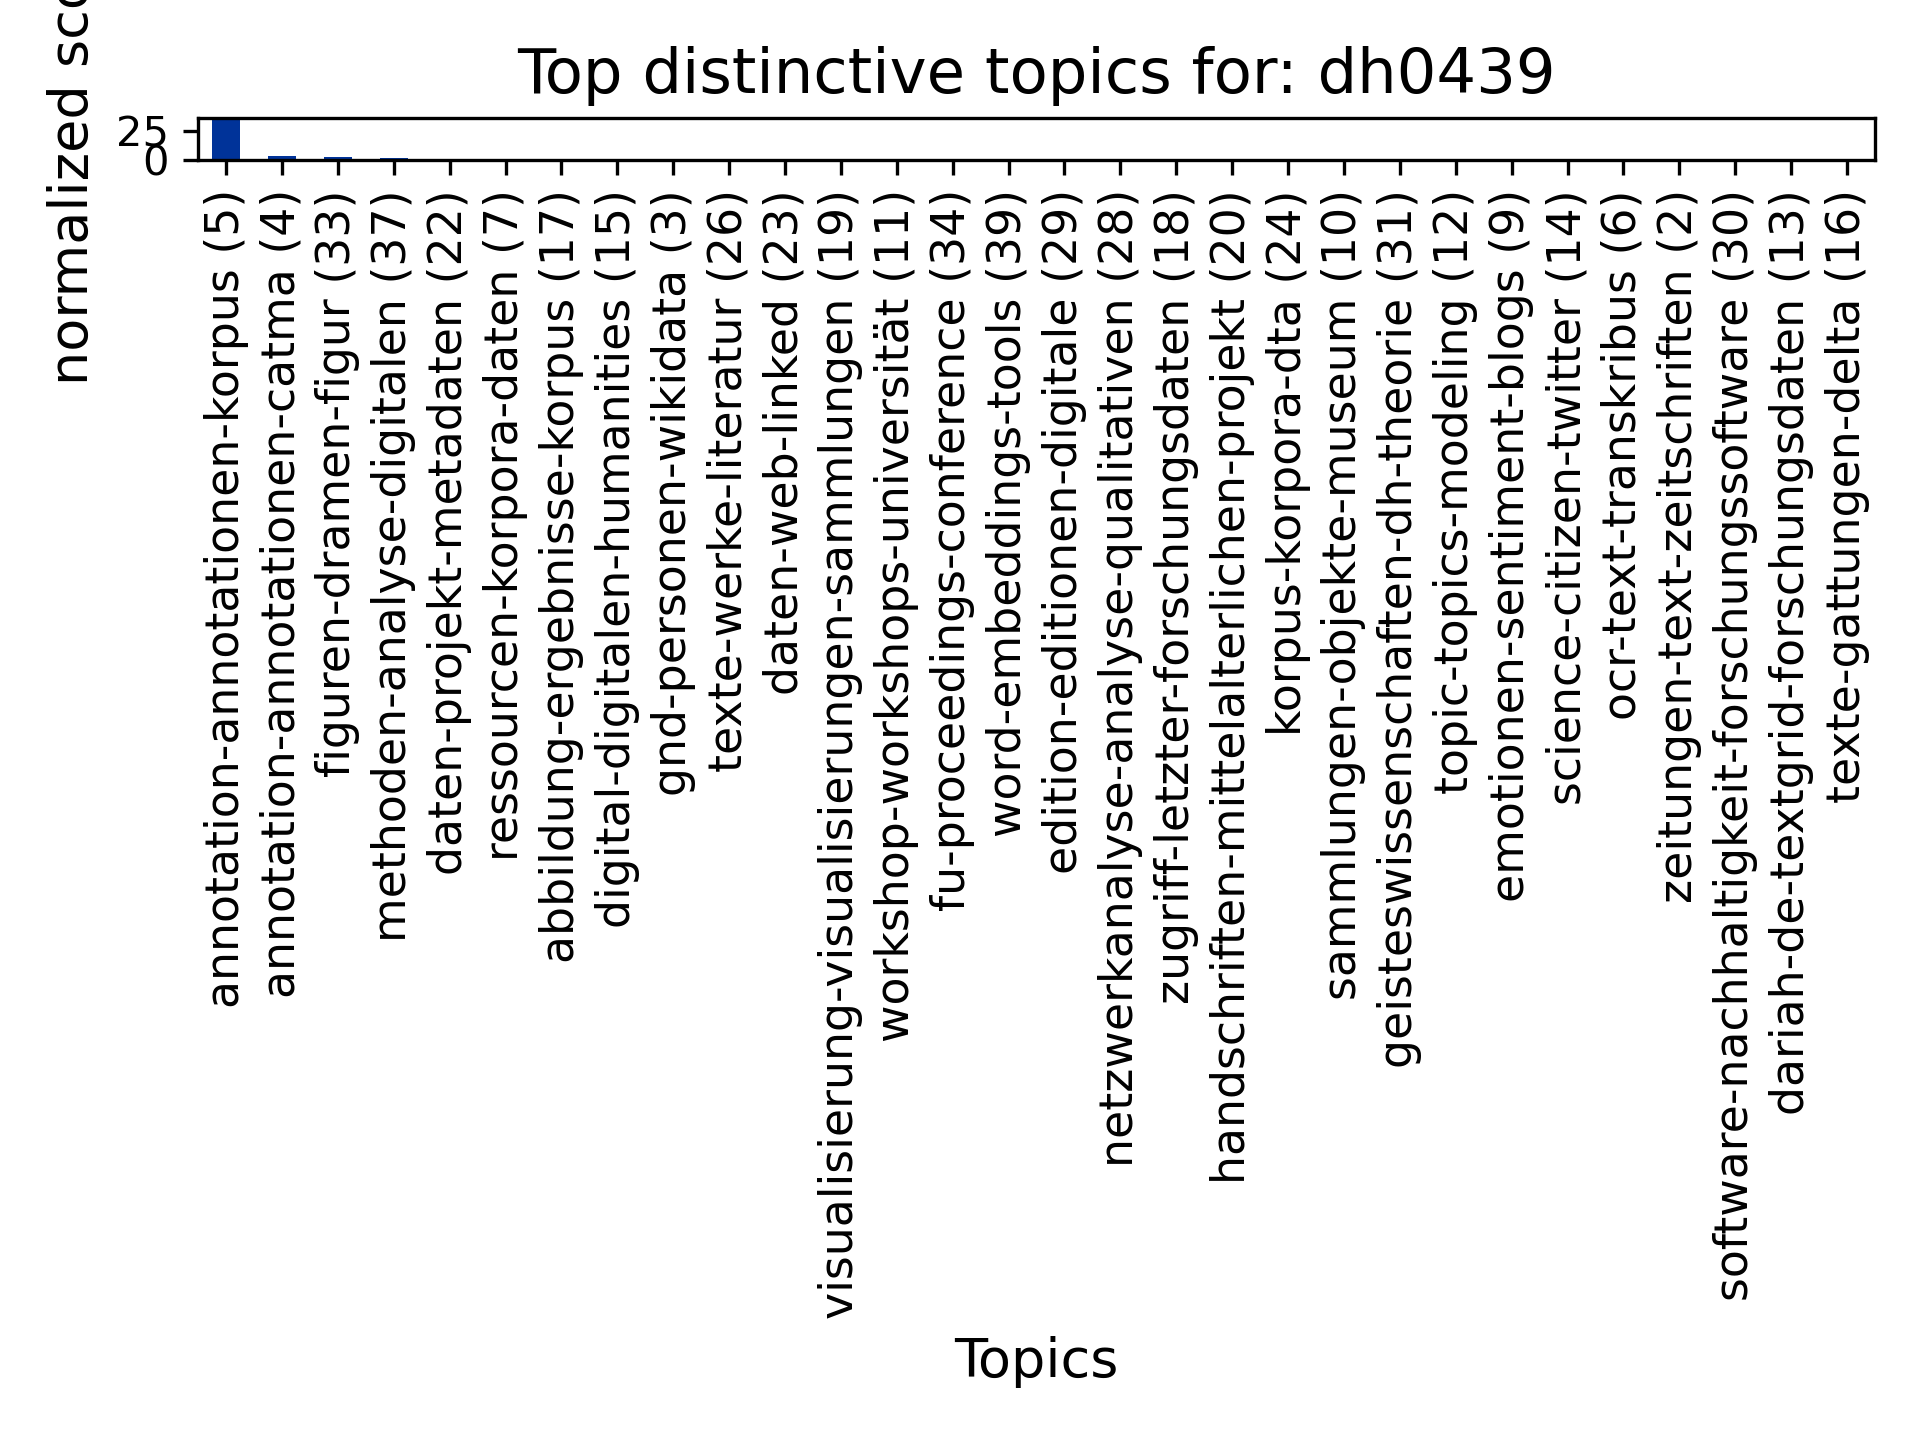 Top distinctive topics for: dh0439
normalized sco
25
0
annotation-annotationen-korpus (5)
annotation-annotationen-catma (4)
figuren-dramen-figur (33)
methoden-analyse-digitalen (37)
daten-projekt-metadaten (22)
ressourcen-korpora-daten (7)
abbildung-ergebnisse-korpus (17)
digital-digitalen-humanities (15)
gnd-personen-wikidata (3)
texte-werke-literatur (26)
daten-web-linked (23)
visualisierung-visualisierungen-sammlungen (19)
workshop-workshops-universität (11)
fu-proceedings-conference (34)
word-embeddings-tools (39)
edition-editionen-digitale (29)
netzwerkanalyse-analyse-qualitativen (28)
zugriff-letzter-forschungsdaten (18)
handschriften-mittelalterlichen-projekt (20)
korpus-korpora-dta (24)
sammlungen-objekte-museum (10)
geisteswissenschaften-dh-theorie (31)
topic-topics-modeling (12)
emotionen-sentiment-blogs (9)
science-citizen-twitter (14)
ocr-text-transkribus (6)
zeitungen-text-zeitschriften (2)
software-nachhaltigkeit-forschungssoftware (30)
dariah-de-textgrid-forschungsdaten (13)
texte-gattungen-delta (16)
Topics